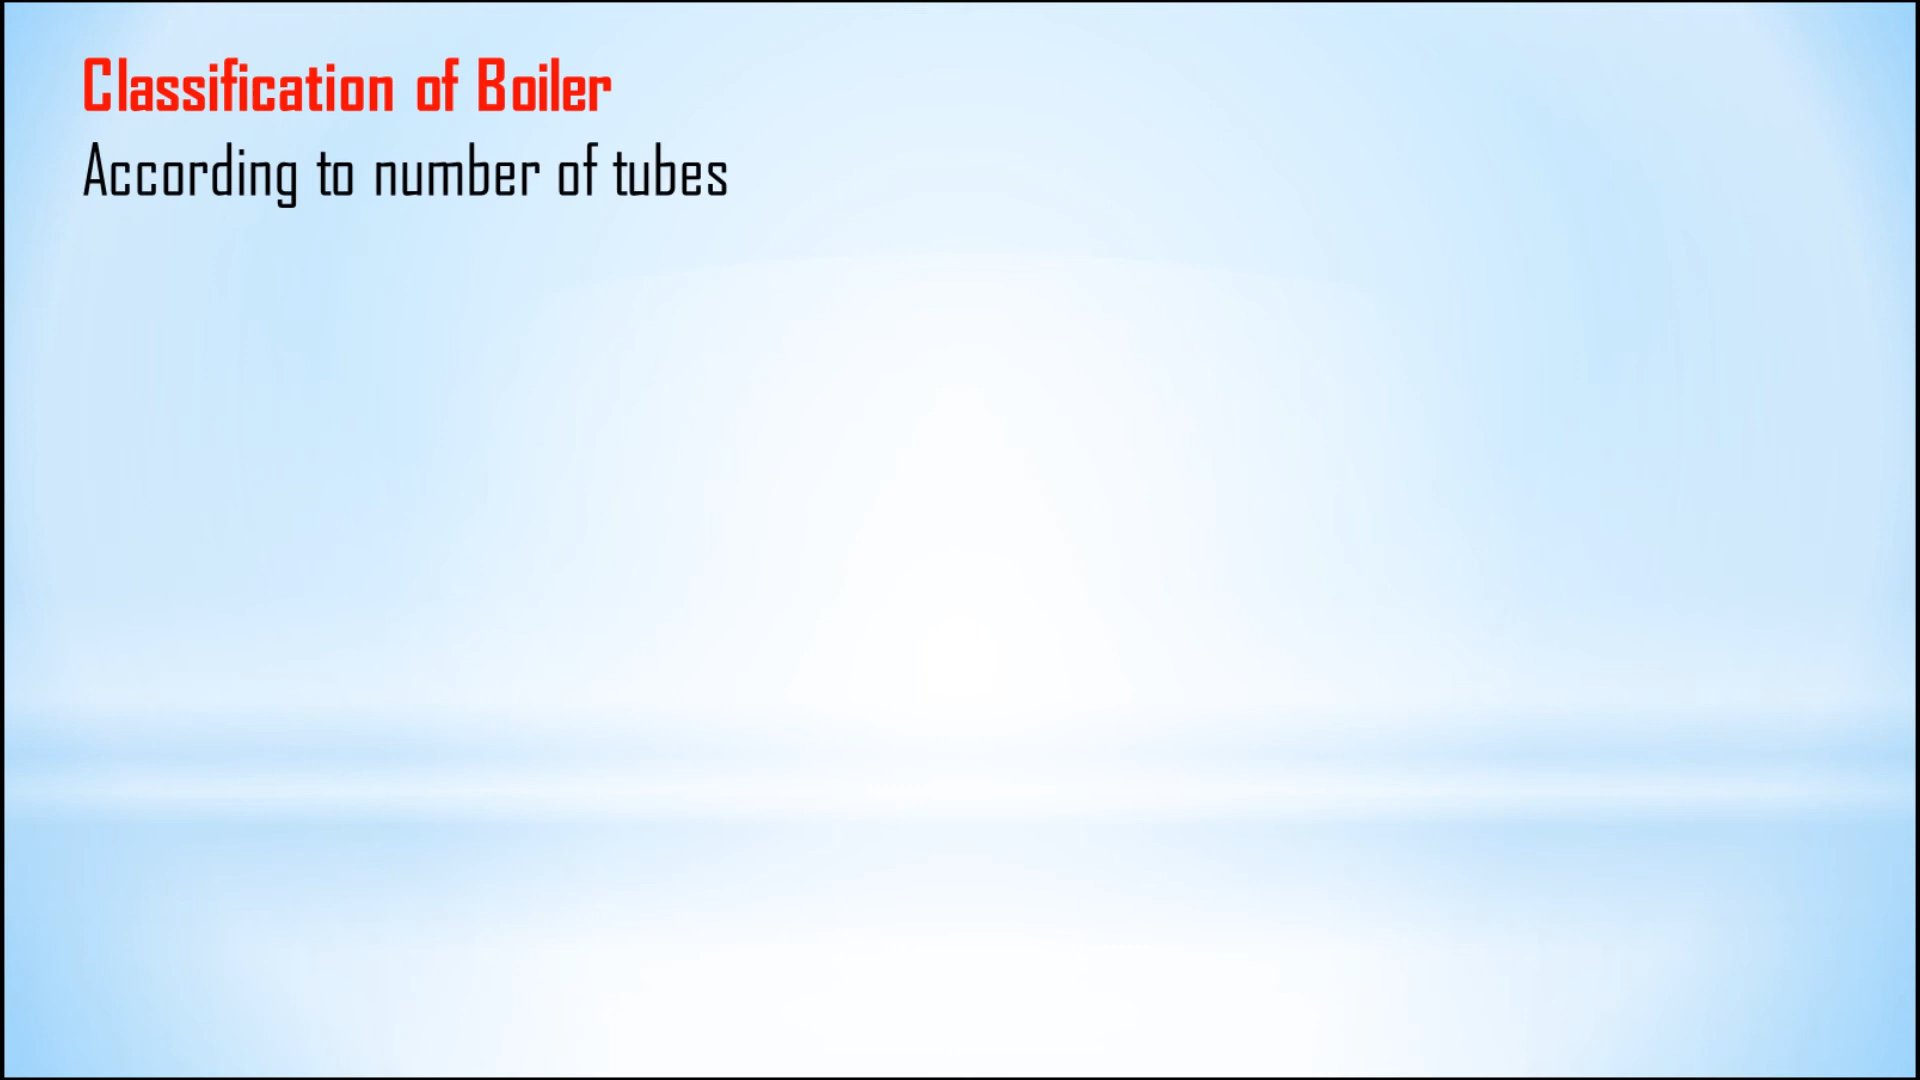 Classification of Boiler
According to number of tubes